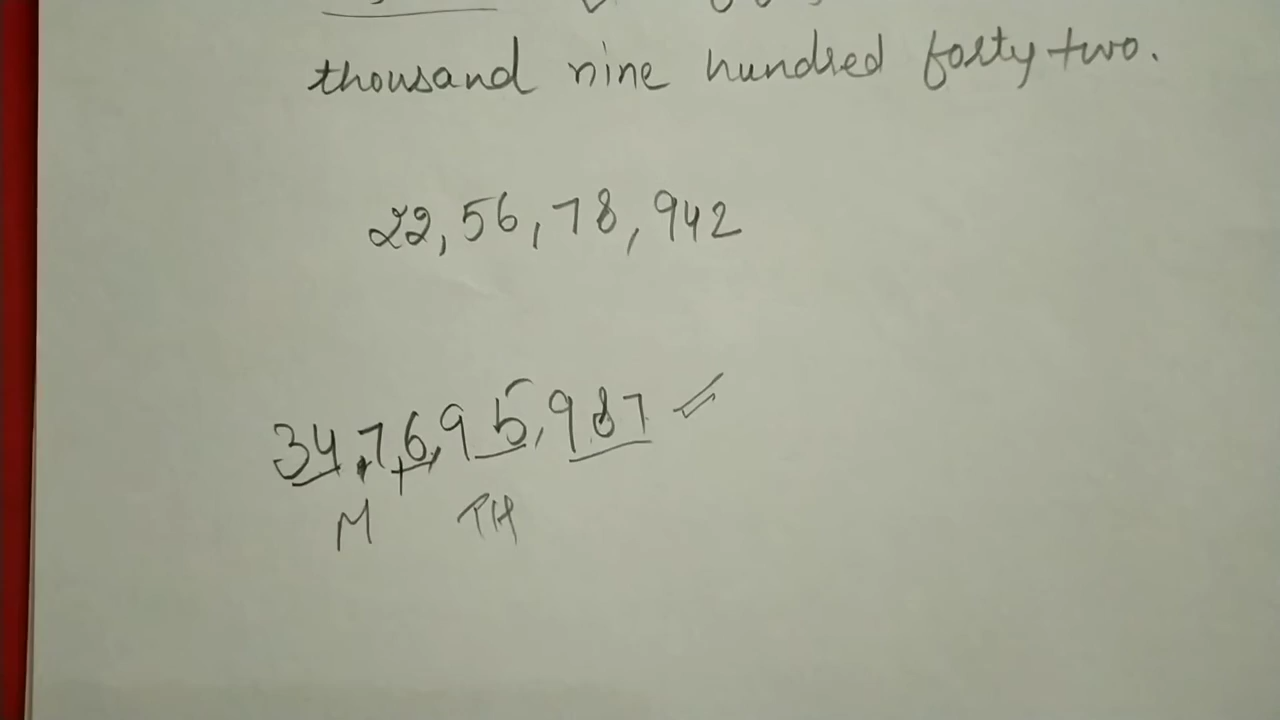 thousand nine hundred forty two.
22,56,78,942
34,7,6,95,987
M TH